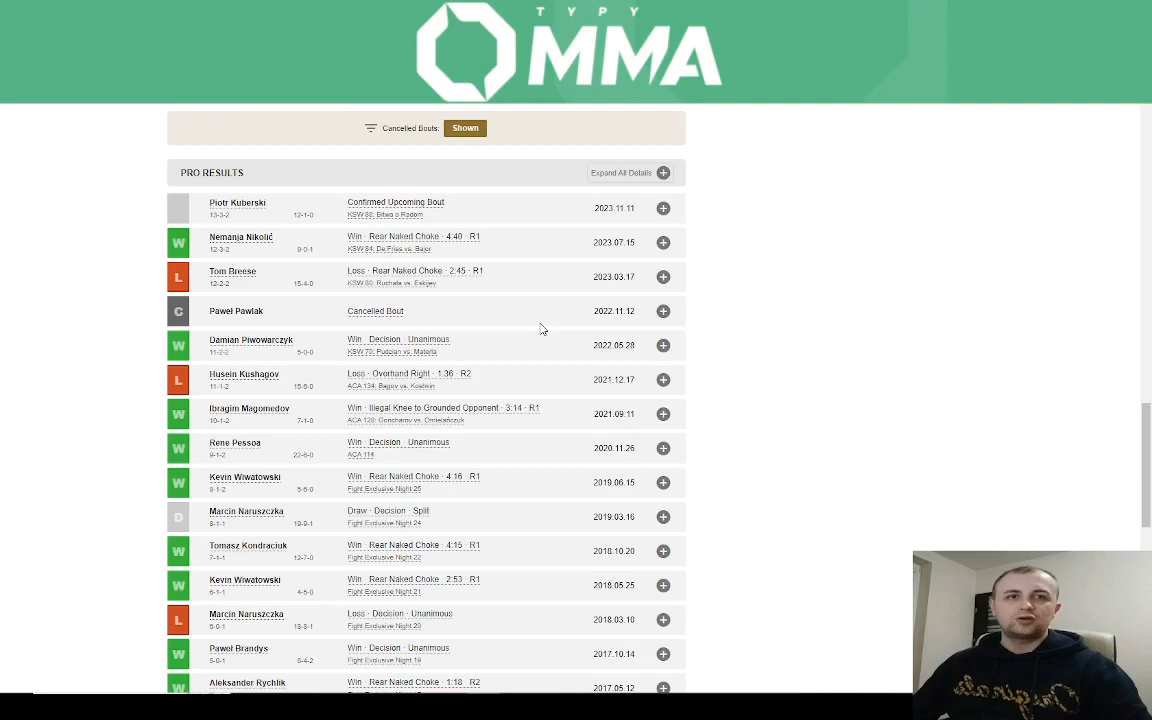 TYPY
MMA
Cancelled Bouts: Shown
PRO RESULTS Expand All Details
Piotr Kuberski Confirmed Upcoming Bout 2023.11.11
13-3-2 12-1-0 KSW 88: Bitwa o Radom
Nemanja Nikolić Win · Rear Naked Choke · 4:40 · R1 2023.07.15
W 12-3-2 9-0-1 KSW 84: De Fries vs. Bajor
Tom Breese Loss · Rear Naked Choke · 2:45 · R1 2023.03.17
L 12-2-2 15-4-0 KSW 80: Ruchała vs. Eskijev
C Paweł Pawlak Cancelled Bout 2022.11.12
Damian Piwowarczyk Win · Decision · Unanimous 2022.05.28
W 11-2-2 5-0-0 KSW 70: Pudzian vs. Materla
Husein Kushagov Loss · Overhand Right · 1:36 · R2 2021.12.17
L 11-1-2 15-6-0 ACA 134: Bagov vs. Koshkin
Ibragim Magomedov Win · Illegal Knee to Grounded Opponent · 3:14 · R1 2021.09.11
W 10-1-2 7-1-0 ACA 128: Goncharov vs. Omielańczuk
Rene Pessoa Win · Decision · Unanimous 2020.11.26
W 9-1-2 22-6-0 ACA 114
Kevin Wiwatowski Win · Rear Naked Choke · 4:16 · R1 2019.06.15
W 8-1-2 5-6-0 Fight Exclusive Night 25
Marcin Naruszczka Draw · Decision · Split 2019.03.16
D 8-1-1 19-9-1 Fight Exclusive Night 24
Tomasz Kondraciuk Win · Rear Naked Choke · 4:15 · R1 2018.10.20
W 7-1-1 12-7-0 Fight Exclusive Night 22
Kevin Wiwatowski Win · Rear Naked Choke · 2:53 · R1 2018.05.25
W 6-1-1 4-5-0 Fight Exclusive Night 21
Marcin Naruszczka Loss · Decision · Unanimous 2018.03.10
L 6-0-1 18-8-1 Fight Exclusive Night 20
Paweł Brandys Win · Decision · Unanimous 2017.10.14
W 5-0-1 6-4-2 Fight Exclusive Night 19
Aleksander Rychlik Win · Rear Naked Choke · 1:18 · R2 2017.05.12
W